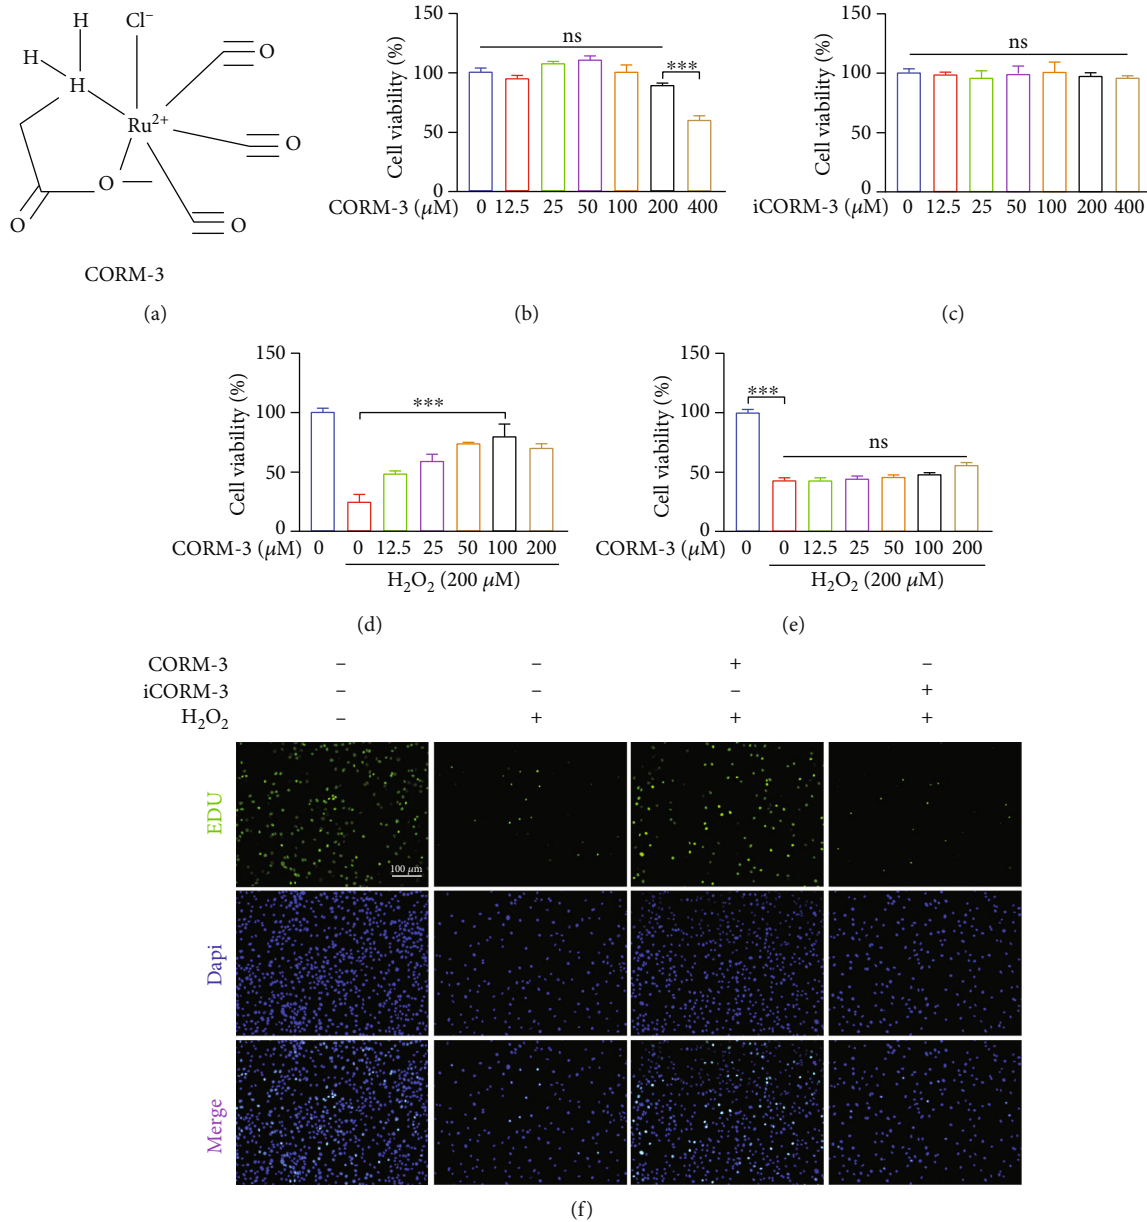 H
Cl⁻
H
H
O
Ru²⁺
O
O
O
O
CORM-3
(a)
Cell viability (%)
150
100
50
0
ns
***
CORM-3 (μM) 0 12.5 25 50 100 200 400
(b)
Cell viability (%)
150
100
50
0
ns
iCORM-3 (μM) 0 12.5 25 50 100 200 400
(c)
Cell viability (%)
150
100
50
0
***
CORM-3 (μM) 0 0 12.5 25 50 100 200
H₂O₂ (200 μM)
(d)
Cell viability (%)
150
100
50
0
***
ns
CORM-3 (μM) 0 0 12.5 25 50 100 200
H₂O₂ (200 μM)
(e)
CORM-3 – – + –
iCORM-3 – – – +
H₂O₂ – + + +
EDU
100 μm
Dapi
Merge
(f)